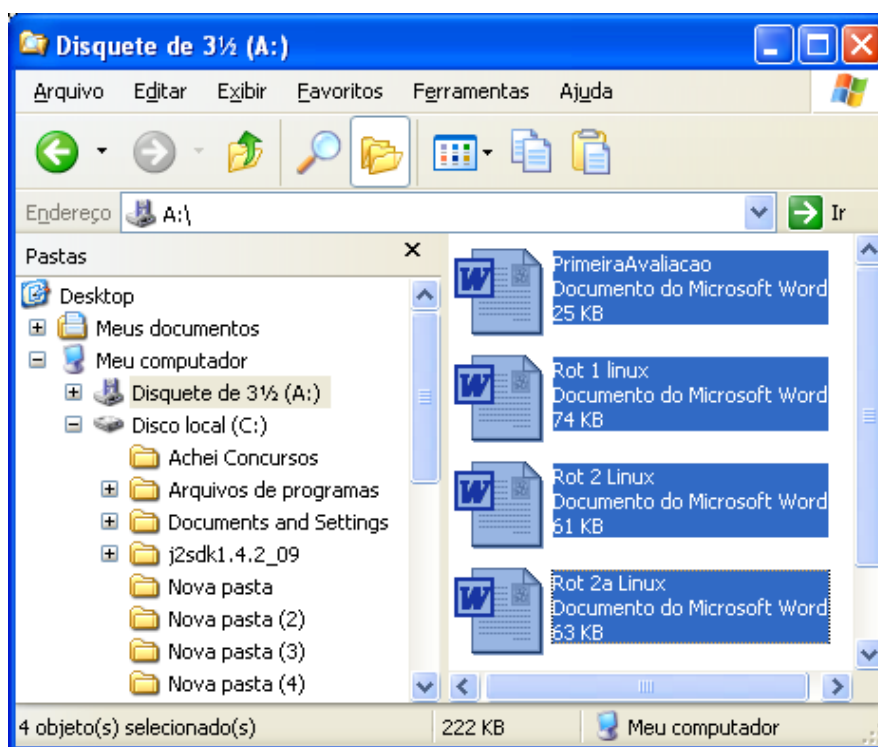 Disquete de 3½ (A:)
Arquivo Editar Exibir Favoritos Ferramentas Ajuda
Endereço A:\ Ir
Pastas
Desktop
Meus documentos
Meu computador
Disquete de 3½ (A:)
Disco local (C:)
Achei Concursos
Arquivos de programas
Documents and Settings
j2sdk1.4.2_09
Nova pasta
Nova pasta (2)
Nova pasta (3)
Nova pasta (4)
PrimeiraAvaliacao
Documento do Microsoft Word
25 KB
Rot 1 linux
Documento do Microsoft Word
74 KB
Rot 2 Linux
Documento do Microsoft Word
61 KB
Rot 2a Linux
Documento do Microsoft Word
63 KB
4 objeto(s) selecionado(s) 222 KB Meu computador